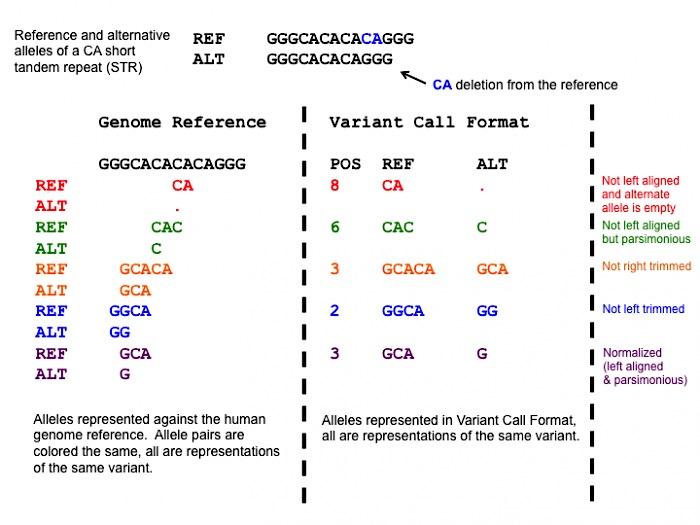 Reference and alternative
alleles of a CA short
tandem repeat (STR)
REF GGGCACACACAGGG
ALT GGGCACACAGGG
CA deletion from the reference
Genome Reference
Variant Call Format
GGGCACACACAGGG
POS REF ALT
REF CA
ALT .
8 CA .
Not left aligned
and alternate
allele is empty
REF CAC
ALT C
6 CAC C
Not left aligned
but parsimonious
REF GCACA
ALT GCA
3 GCACA GCA
Not right trimmed
REF GGCA
ALT GG
2 GGCA GG
Not left trimmed
REF GCA
ALT G
3 GCA G
Normalized
(left aligned
& parsimonious)
Alleles represented against the human
genome reference. Allele pairs are
colored the same, all are representations
of the same variant.
Alleles represented in Variant Call Format,
all are representations of the same variant.